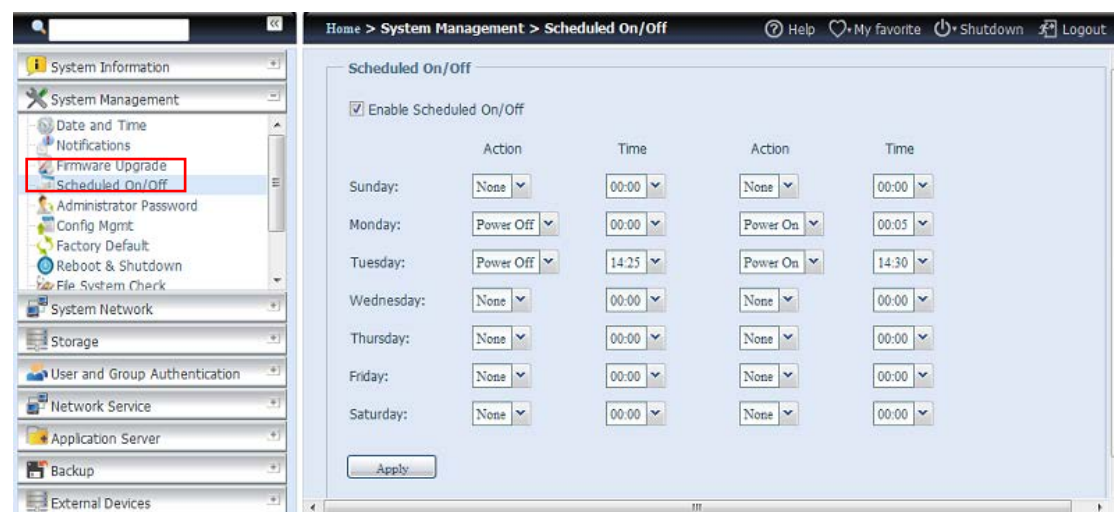 Home > System Management > Scheduled On/Off
Help My favorite Shutdown Logout
System Information
System Management
Date and Time
Notifications
Firmware Upgrade
Scheduled On/Off
Administrator Password
Config Mgmt
Factory Default
Reboot & Shutdown
File System Check
System Network
Storage
User and Group Authentication
Network Service
Application Server
Backup
External Devices
Scheduled On/Off
Enable Scheduled On/Off
Action Time Action Time
Sunday: None 00:00 None 00:00
Monday: Power Off 00:00 Power On 00:05
Tuesday: Power Off 14:25 Power On 14:30
Wednesday: None 00:00 None 00:00
Thursday: None 00:00 None 00:00
Friday: None 00:00 None 00:00
Saturday: None 00:00 None 00:00
Apply